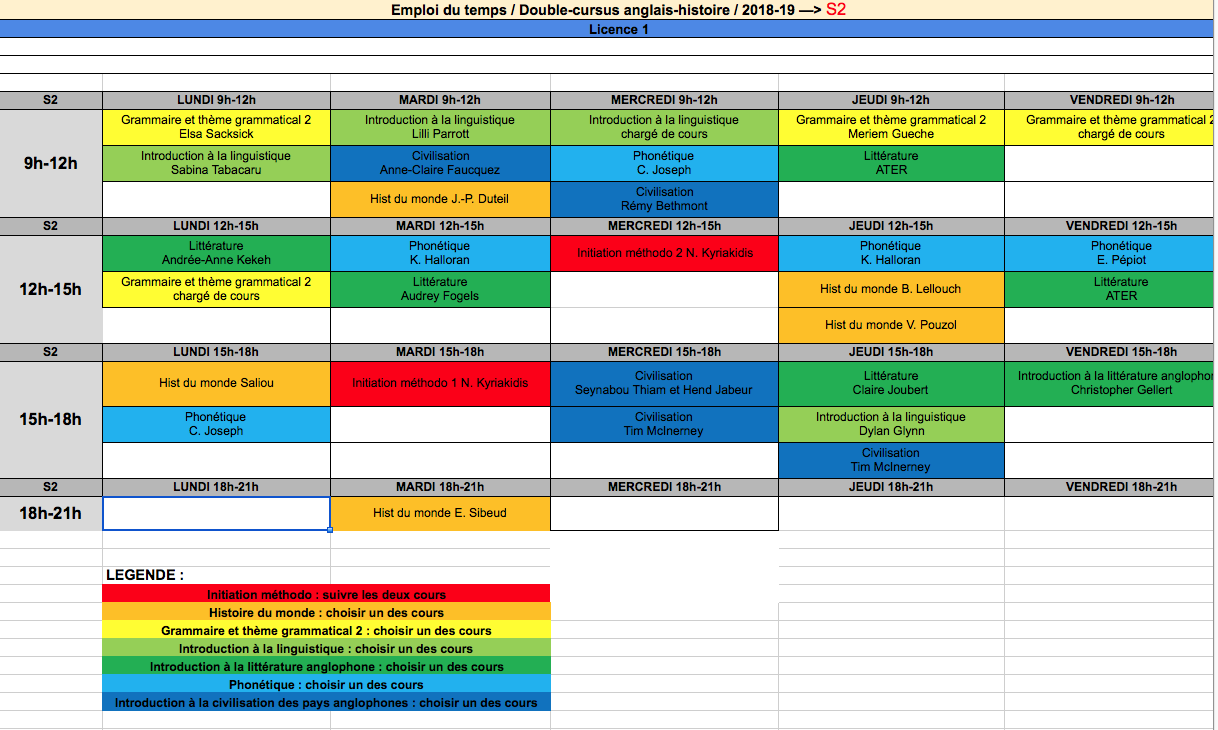 Emploi du temps / Double-cursus anglais-histoire / 2018-19 —> S2
Licence 1
S2 LUNDI 9h-12h MARDI 9h-12h MERCREDI 9h-12h JEUDI 9h-12h VENDREDI 9h-12h
9h-12h
Grammaire et thème grammatical 2
Elsa Sacksick
Introduction à la linguistique
Lilli Parrott
Introduction à la linguistique
chargé de cours
Grammaire et thème grammatical 2
Meriem Gueche
Grammaire et thème grammatical 2
chargé de cours
Introduction à la linguistique
Sabina Tabacaru
Civilisation
Anne-Claire Faucquez
Phonétique
C. Joseph
Littérature
ATER
Hist du monde J.-P. Duteil
Civilisation
Rémy Bethmont
S2 LUNDI 12h-15h MARDI 12h-15h MERCREDI 12h-15h JEUDI 12h-15h VENDREDI 12h-15h
12h-15h
Littérature
Andrée-Anne Kekeh
Phonétique
K. Halloran
Initiation méthodo 2 N. Kyriakidis
Phonétique
K. Halloran
Phonétique
E. Pépiot
Grammaire et thème grammatical 2
chargé de cours
Littérature
Audrey Fogels
Hist du monde B. Lellouch
Littérature
ATER
Hist du monde V. Pouzol
S2 LUNDI 15h-18h MARDI 15h-18h MERCREDI 15h-18h JEUDI 15h-18h VENDREDI 15h-18h
15h-18h
Hist du monde Saliou
Initiation méthodo 1 N. Kyriakidis
Civilisation
Seynabou Thiam et Hend Jabeur
Littérature
Claire Joubert
Introduction à la littérature anglophon
Christopher Gellert
Phonétique
C. Joseph
Civilisation
Tim McInerney
Introduction à la linguistique
Dylan Glynn
Civilisation
Tim McInerney
S2 LUNDI 18h-21h MARDI 18h-21h MERCREDI 18h-21h JEUDI 18h-21h VENDREDI 18h-21h
18h-21h
Hist du monde E. Sibeud
LEGENDE :
Initiation méthodo : suivre les deux cours
Histoire du monde : choisir un des cours
Grammaire et thème grammatical 2 : choisir un des cours
Introduction à la linguistique : choisir un des cours
Introduction à la littérature anglophone : choisir un des cours
Phonétique : choisir un des cours
Introduction à la civilisation des pays anglophones : choisir un des cours